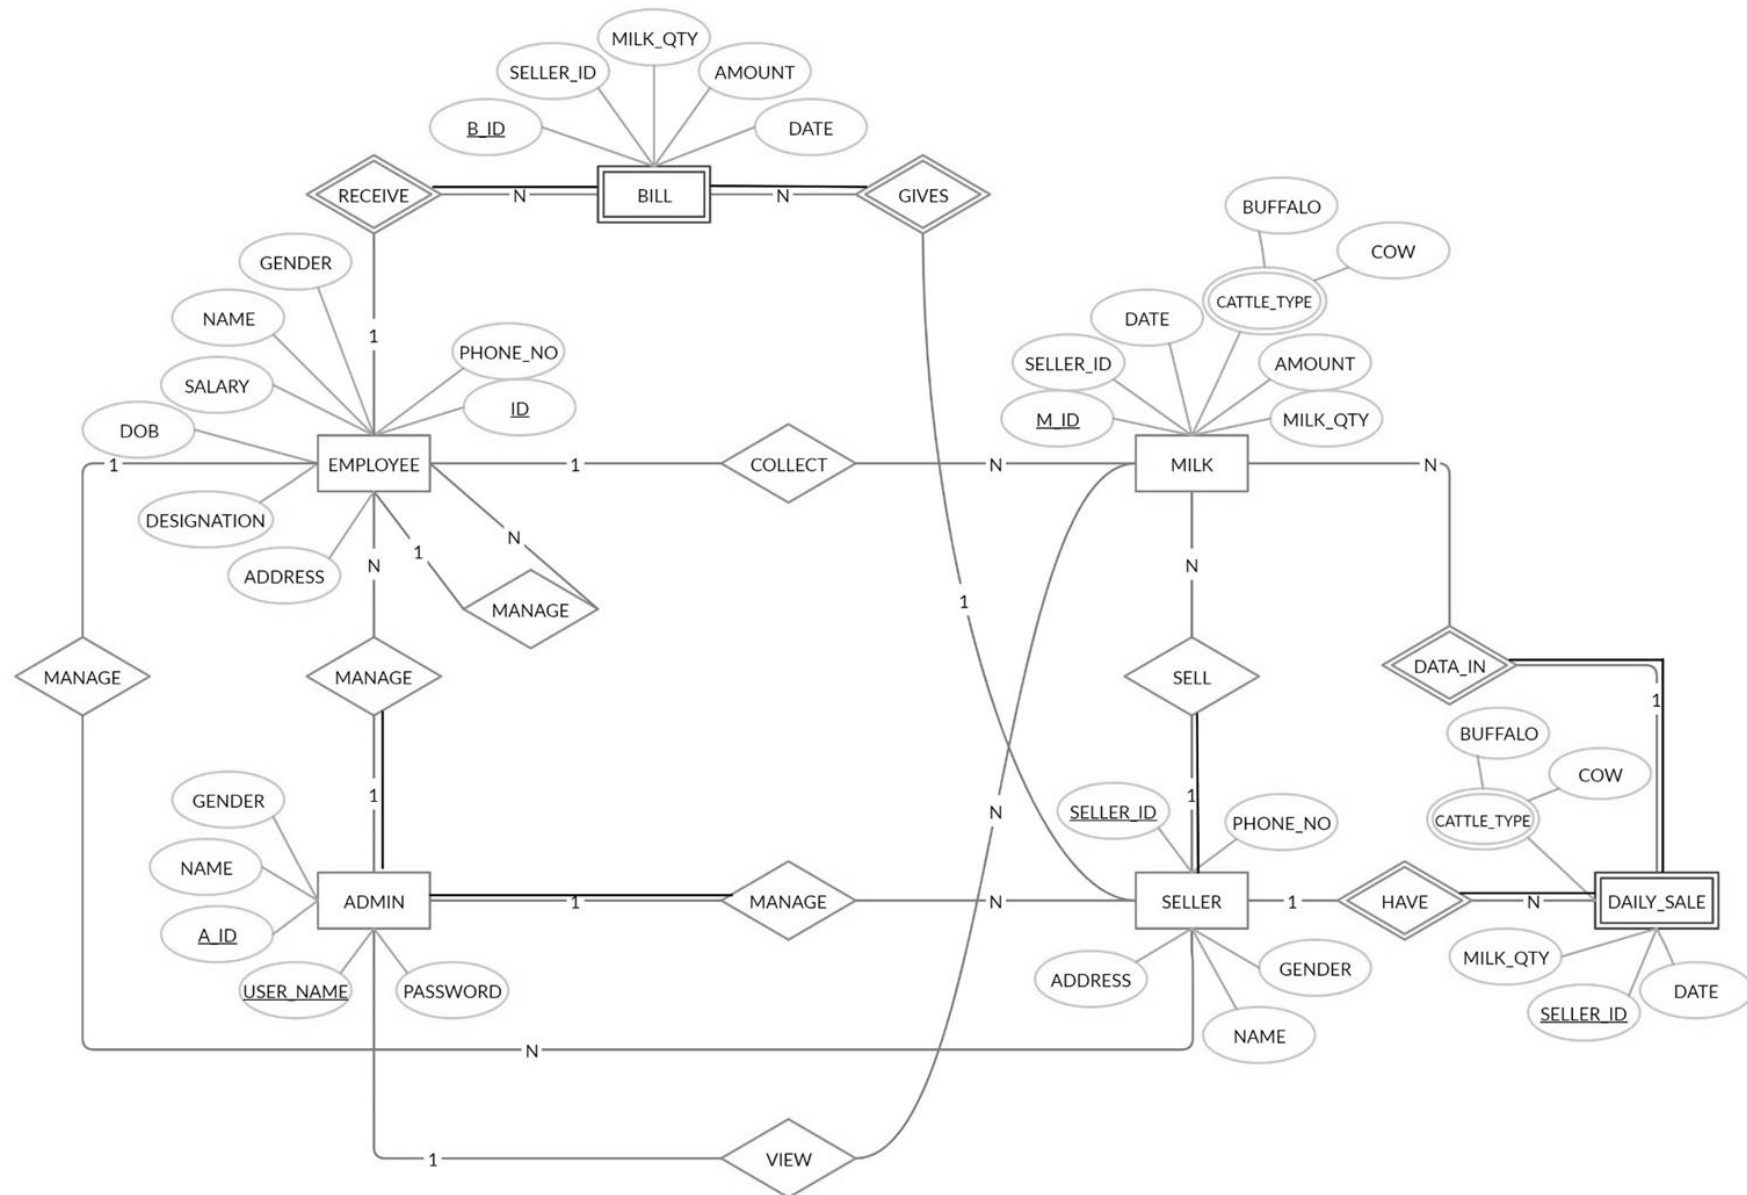 MILK_QTY
SELLER_ID
AMOUNT
B_ID
DATE
RECEIVE
N
BILL
N
GIVES
BUFFALO
COW
GENDER
CATTLE_TYPE
NAME
DATE
1
PHONE_NO
SELLER_ID
AMOUNT
SALARY
ID
M_ID
MILK_QTY
DOB
1
EMPLOYEE
1
COLLECT
N
MILK
N
DESIGNATION
N
1
N
N
ADDRESS
MANAGE
1
MANAGE
MANAGE
SELL
DATA_IN
1
BUFFALO
COW
GENDER
1
1
N
SELLER_ID
PHONE_NO
CATTLE_TYPE
NAME
ADMIN
1
MANAGE
N
SELLER
1
HAVE
N
DAILY_SALE
A_ID
MILK_QTY
GENDER
ADDRESS
USER_NAME
PASSWORD
DATE
SELLER_ID
NAME
N
1
VIEW